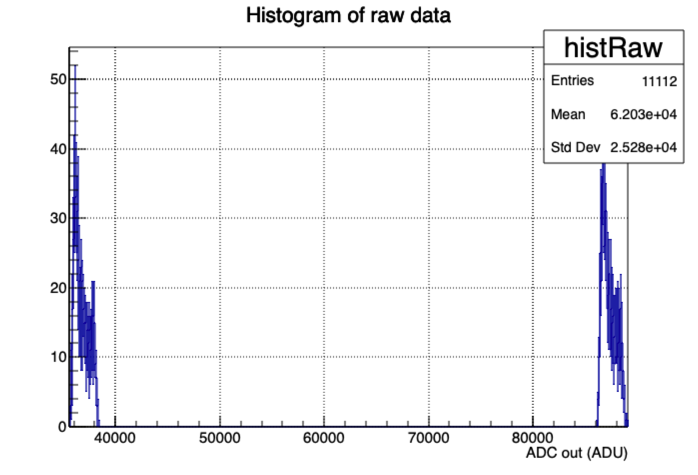 Histogram of raw data
histRaw
Entries 11112
Mean 6.203e+04
Std Dev 2.528e+04
50
40
30
20
10
0
40000 50000 60000 70000 80000
ADC out (ADU)